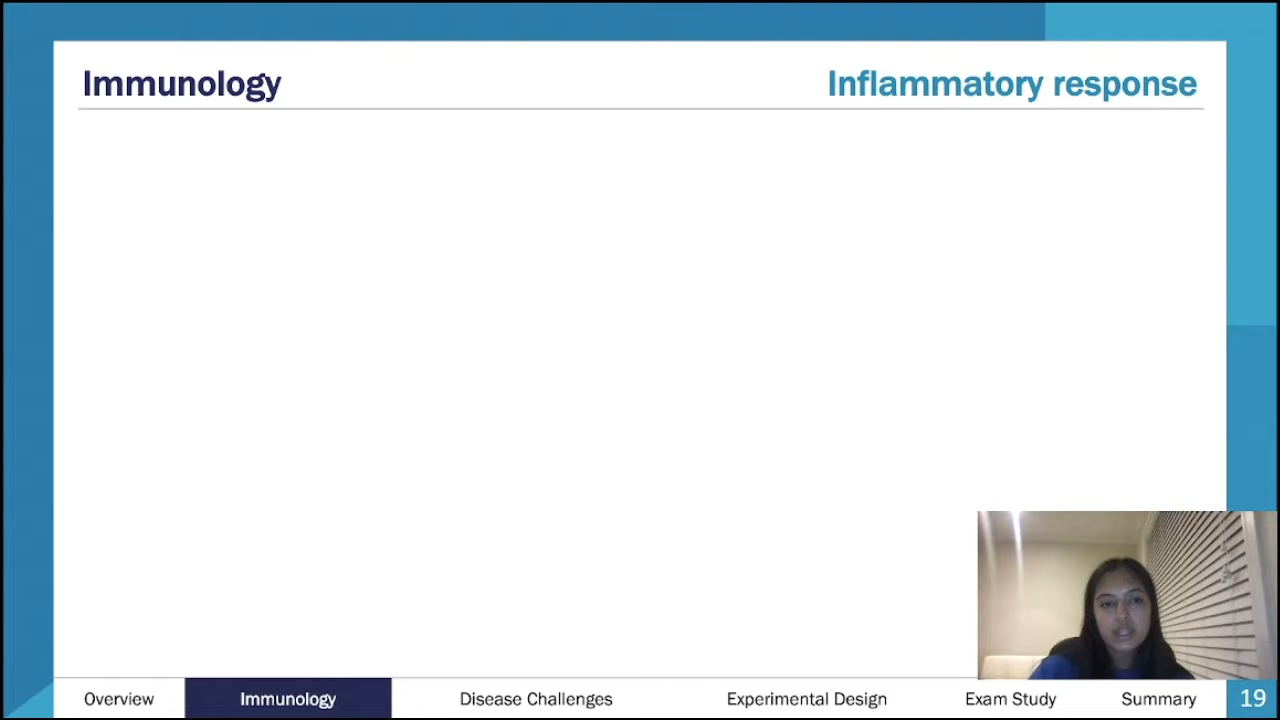 Immunology
Inflammatory response
Overview
Immunology
Disease Challenges
Experimental Design
Exam Study
Summary
19